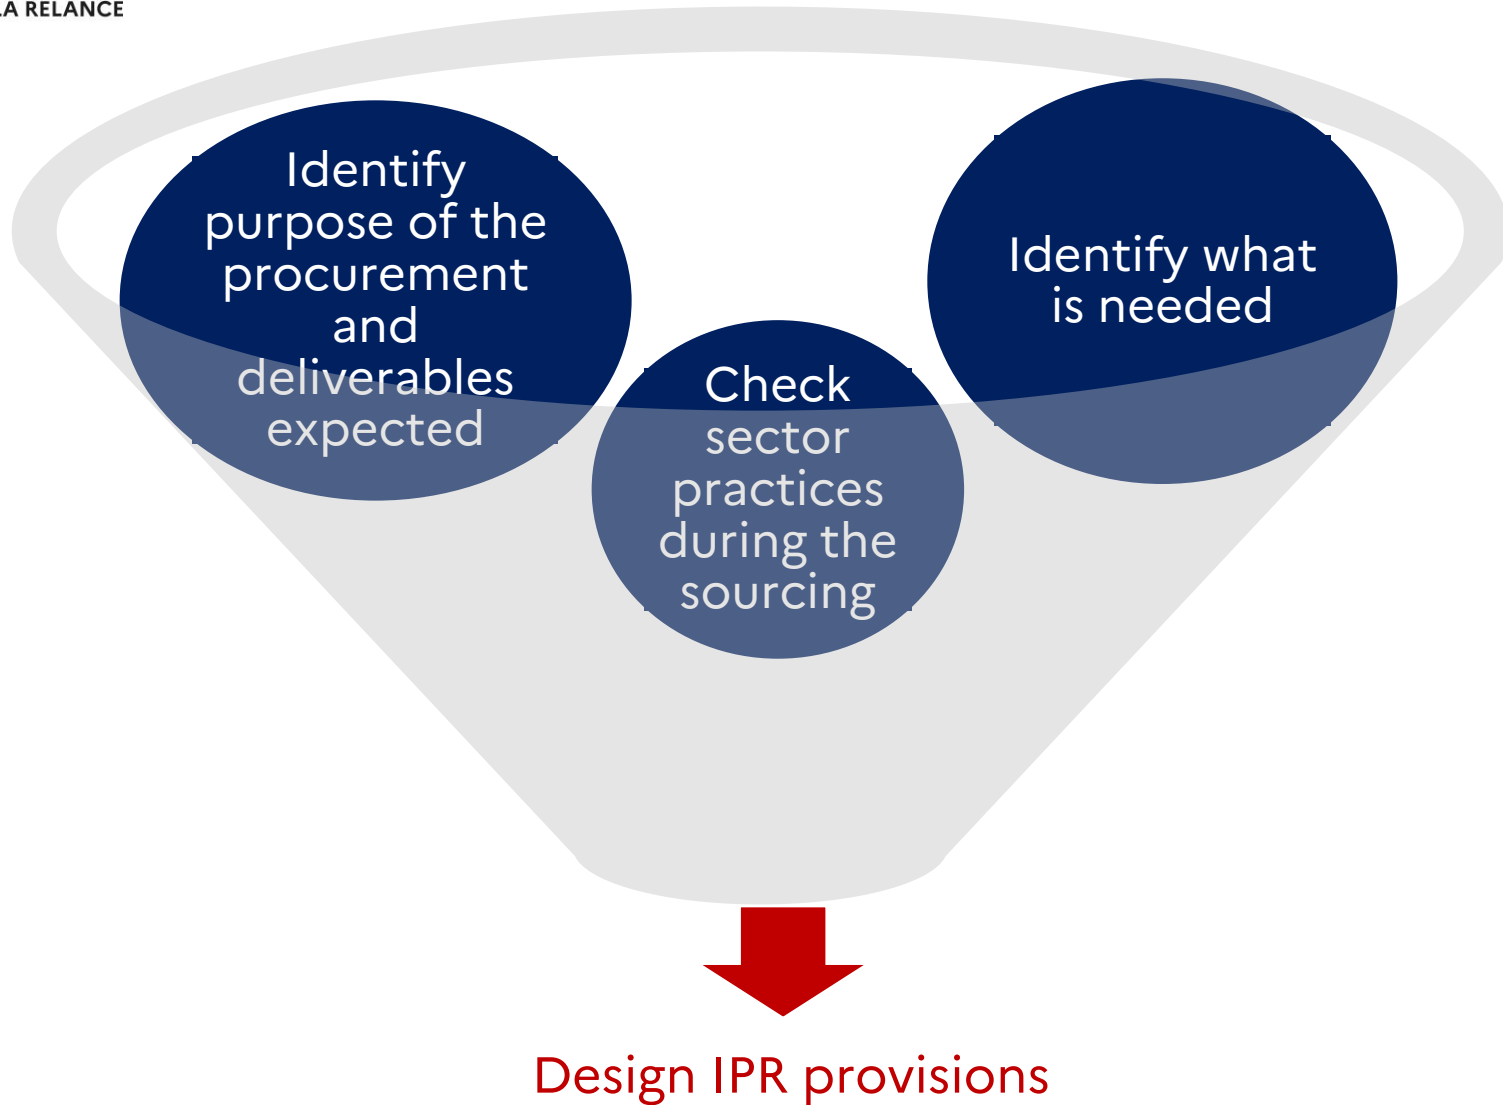 LA RELANCE
Identify
purpose of the
procurement
and
deliverables
expected
Identify what
is needed
Check
sector
practices
during the
sourcing
Design IPR provisions